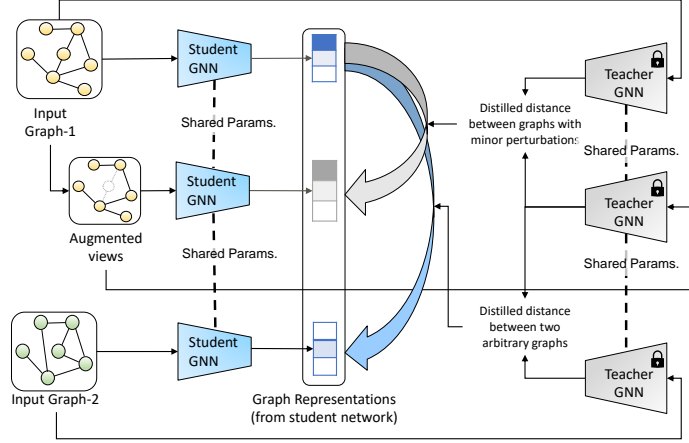 Student
GNN
Teacher
GNN
Input
Graph-1
Shared Params.
Distilled distance
between graphs with
minor perturbations
Shared Params.
Student
GNN
Teacher
GNN
Augmented
views
Shared Params.
Shared Params.
Distilled distance
between two
arbitrary graphs
Student
GNN
Teacher
GNN
Input Graph-2
Graph Representations
(from student network)